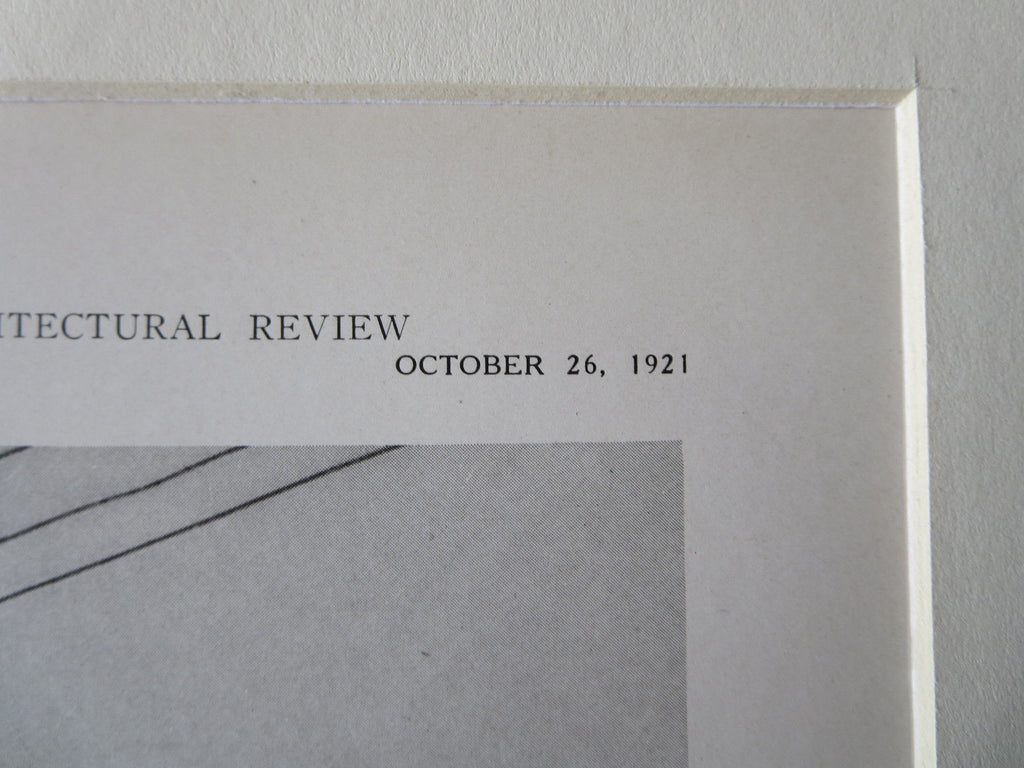 ITECTURAL REVIEW
OCTOBER 26, 1921